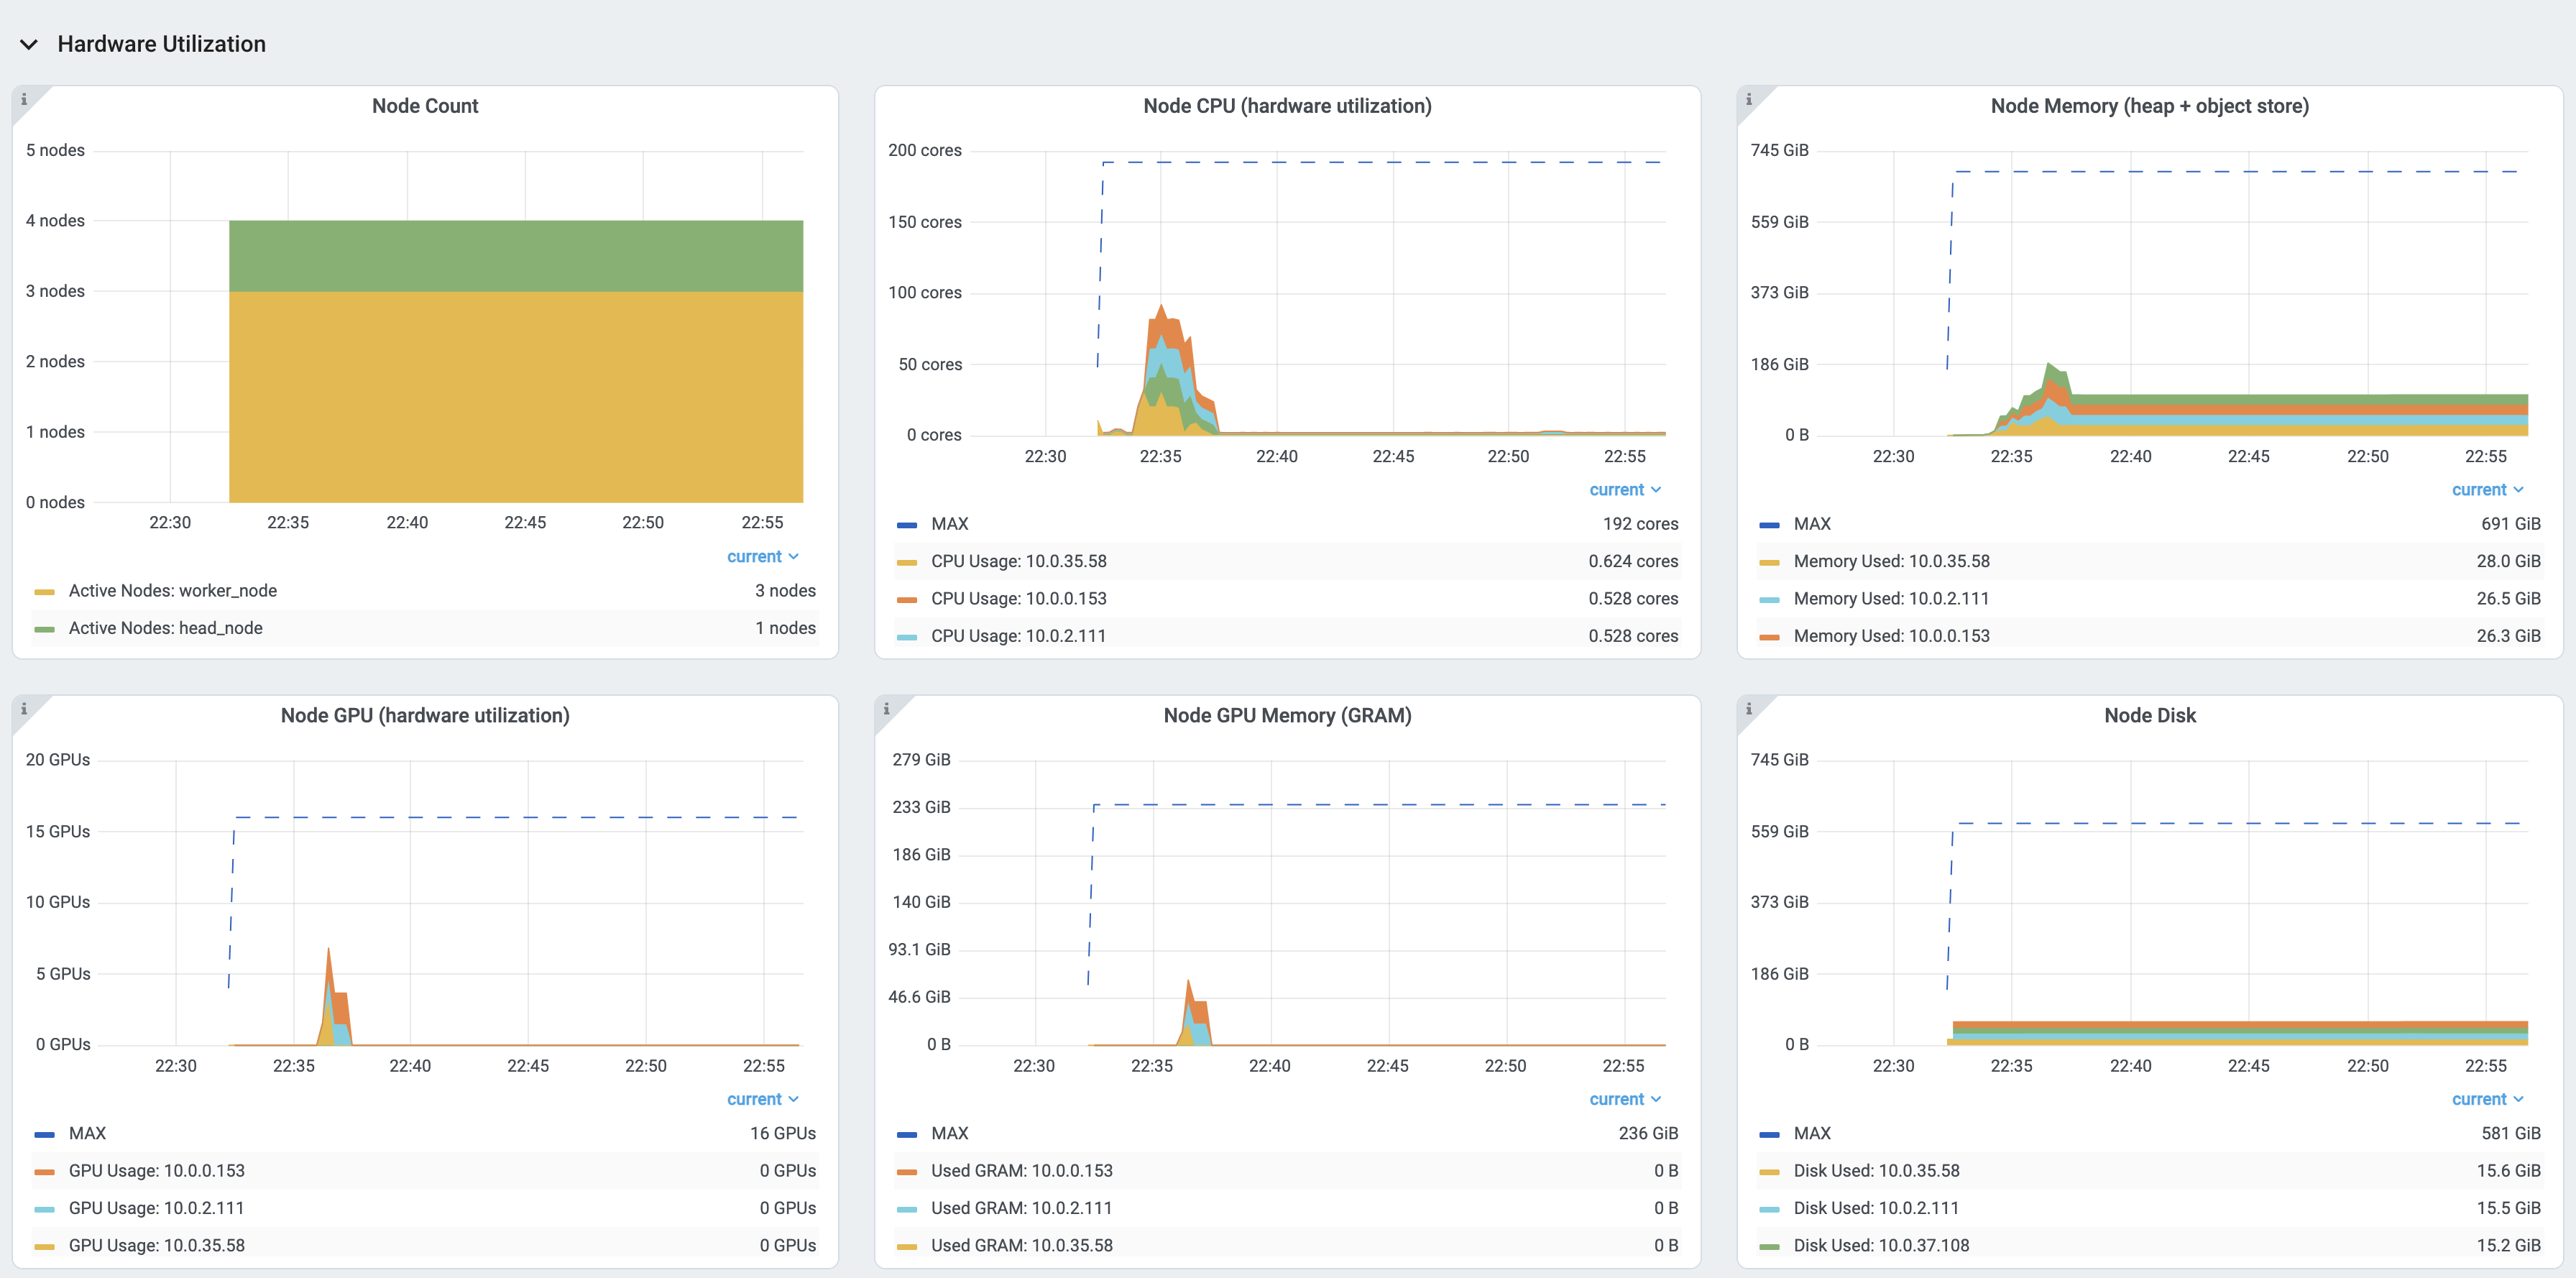 Hardware Utilization
i
Node Count
5 nodes
4 nodes
3 nodes
2 nodes
1 nodes
0 nodes
22:30 22:35 22:40 22:45 22:50 22:55
current
Active Nodes: worker_node 3 nodes
Active Nodes: head_node 1 nodes
Node CPU (hardware utilization)
200 cores
150 cores
100 cores
50 cores
0 cores
22:30 22:35 22:40 22:45 22:50 22:55
current
MAX 192 cores
CPU Usage: 10.0.35.58 0.624 cores
CPU Usage: 10.0.0.153 0.528 cores
CPU Usage: 10.0.2.111 0.528 cores
i
Node Memory (heap + object store)
745 GiB
559 GiB
373 GiB
186 GiB
0 B
22:30 22:35 22:40 22:45 22:50 22:55
current
MAX 691 GiB
Memory Used: 10.0.35.58 28.0 GiB
Memory Used: 10.0.2.111 26.5 GiB
Memory Used: 10.0.0.153 26.3 GiB
i
Node GPU (hardware utilization)
20 GPUs
15 GPUs
10 GPUs
5 GPUs
0 GPUs
22:30 22:35 22:40 22:45 22:50 22:55
current
MAX 16 GPUs
GPU Usage: 10.0.0.153 0 GPUs
GPU Usage: 10.0.2.111 0 GPUs
GPU Usage: 10.0.35.58 0 GPUs
i
Node GPU Memory (GRAM)
279 GiB
233 GiB
186 GiB
140 GiB
93.1 GiB
46.6 GiB
0 B
22:30 22:35 22:40 22:45 22:50 22:55
current
MAX 236 GiB
Used GRAM: 10.0.0.153 0 B
Used GRAM: 10.0.2.111 0 B
Used GRAM: 10.0.35.58 0 B
i
Node Disk
745 GiB
559 GiB
373 GiB
186 GiB
0 B
22:30 22:35 22:40 22:45 22:50 22:55
current
MAX 581 GiB
Disk Used: 10.0.35.58 15.6 GiB
Disk Used: 10.0.2.111 15.5 GiB
Disk Used: 10.0.37.108 15.2 GiB